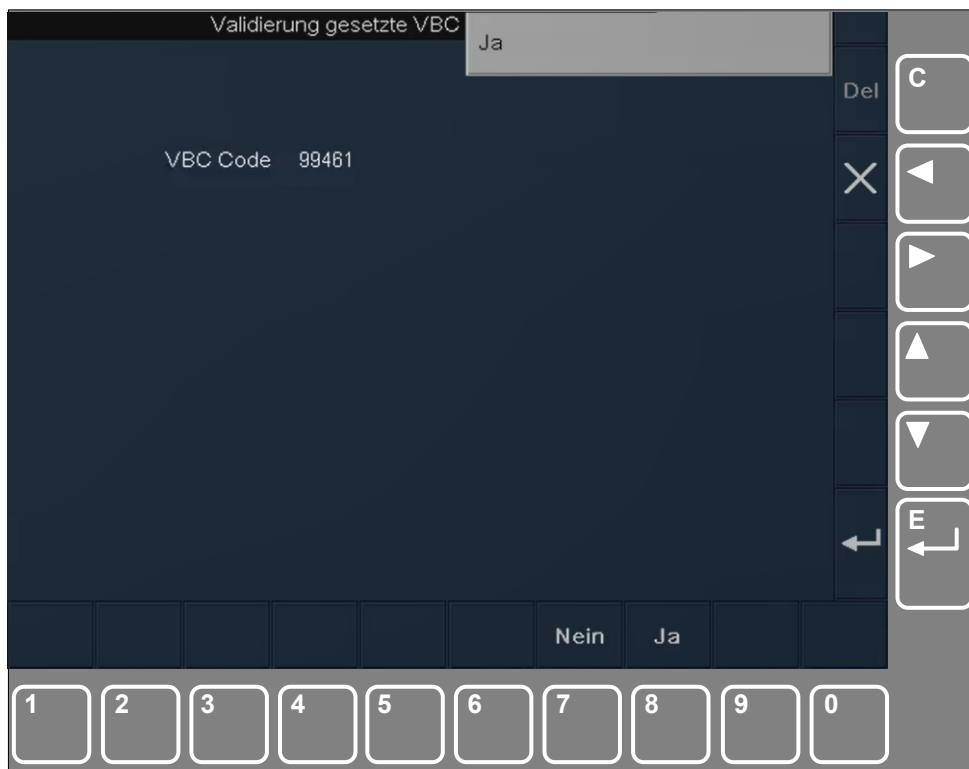 Validierung gesetzte VBC
Ja
Del
C
VBC Code 99461
E
Nein Ja
1 2 3 4 5 6 7 8 9 0